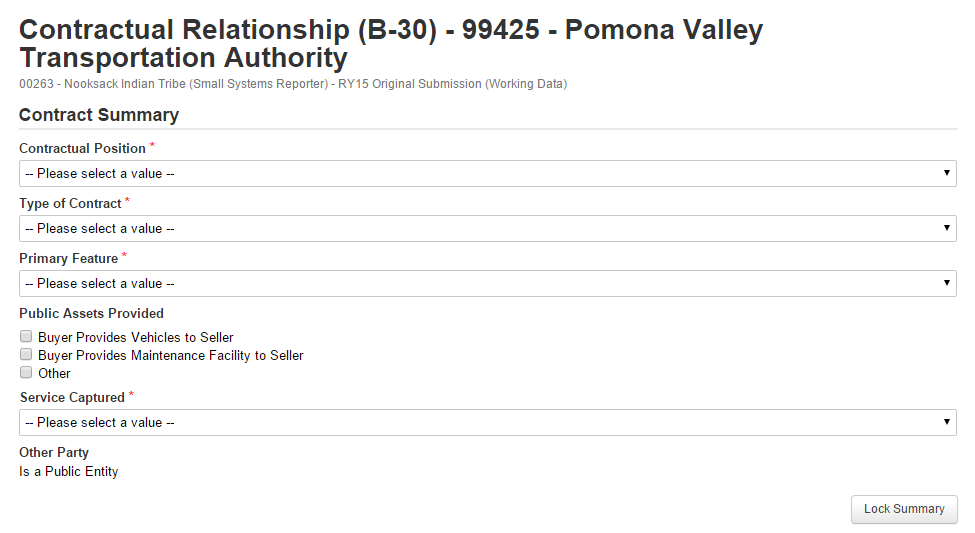 Contractual Relationship (B-30) - 99425 - Pomona Valley
Transportation Authority
00263 - Nooksack Indian Tribe (Small Systems Reporter) - RY15 Original Submission (Working Data)
Contract Summary
Contractual Position *
-- Please select a value --
Type of Contract *
-- Please select a value --
Primary Feature *
-- Please select a value --
Public Assets Provided
Buyer Provides Vehicles to Seller
Buyer Provides Maintenance Facility to Seller
Other
Service Captured *
-- Please select a value --
Other Party
Is a Public Entity
Lock Summary